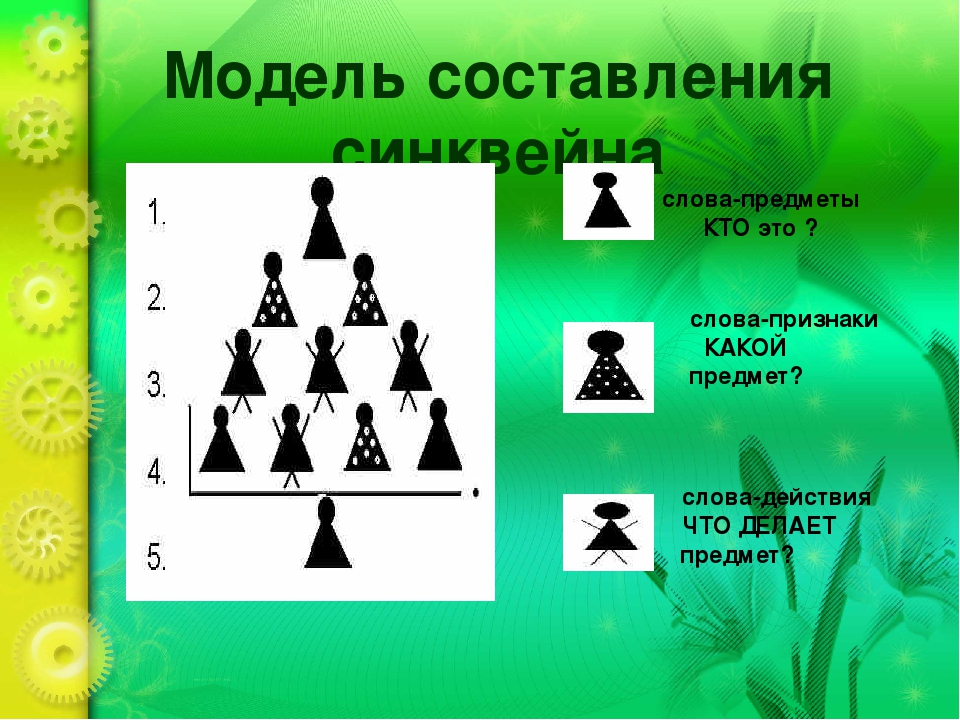 Модель составления
синквейна
1.
2.
3.
4.
5.
слова-предметы
КТО это ?
слова-признаки
КАКОЙ
предмет?
слова-действия
ЧТО ДЕЛАЕТ
предмет?